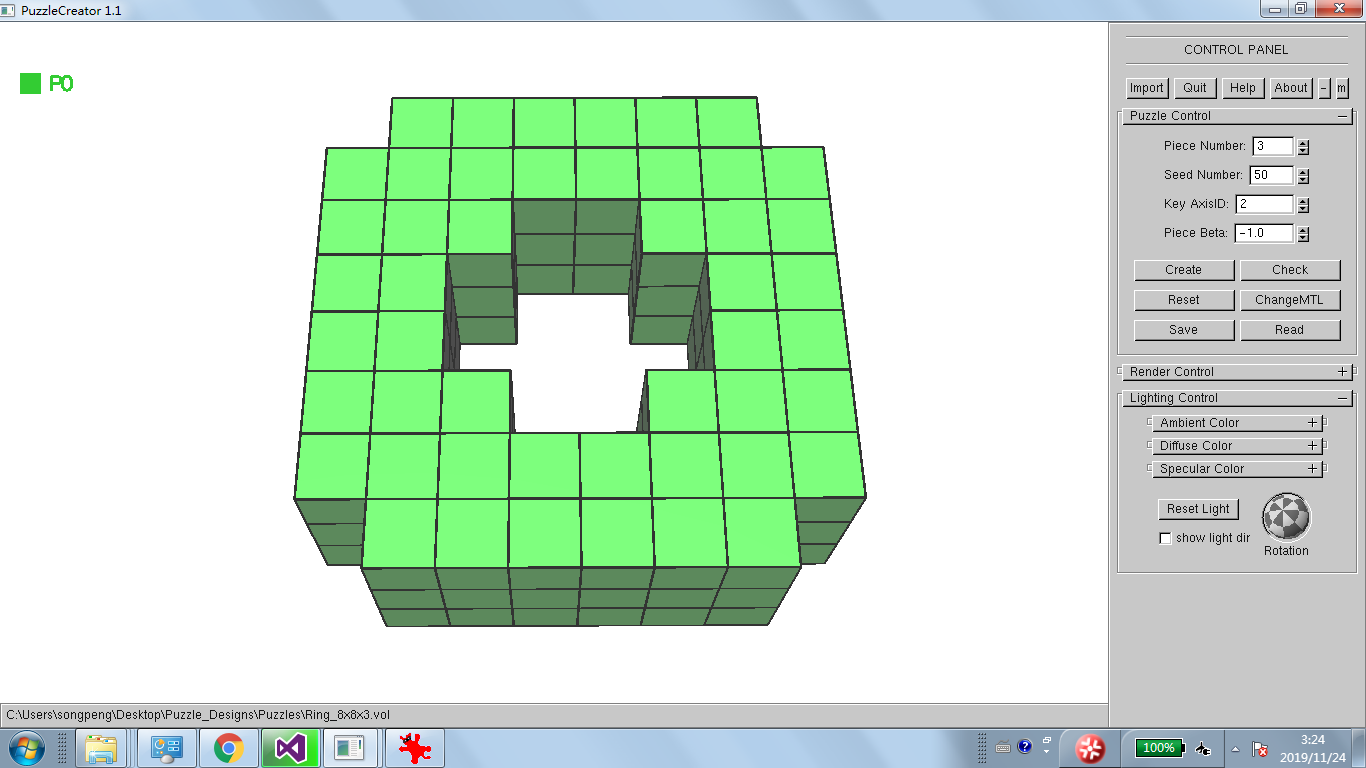 PuzzleCreator 1.1
P0
CONTROL PANEL
Import Quit Help About - m
Puzzle Control
Piece Number: 3
Seed Number: 50
Key AxisID: 2
Piece Beta: -1.0
Create Check
Reset ChangeMTL
Save Read
Render Control
Lighting Control
Ambient Color
Diffuse Color
Specular Color
Reset Light
show light dir
Rotation
C:\Users\songpeng\Desktop\Puzzle_Designs\Puzzles\Ring_8x8x3.vol
100%
3:24
2019/11/24